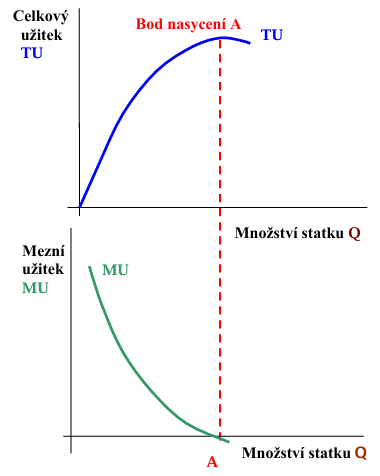 Celkový
užitek
TU
Bod nasycení A
TU
Množství statku Q
Mezní
užitek
MU
MU
A
Množství statku Q